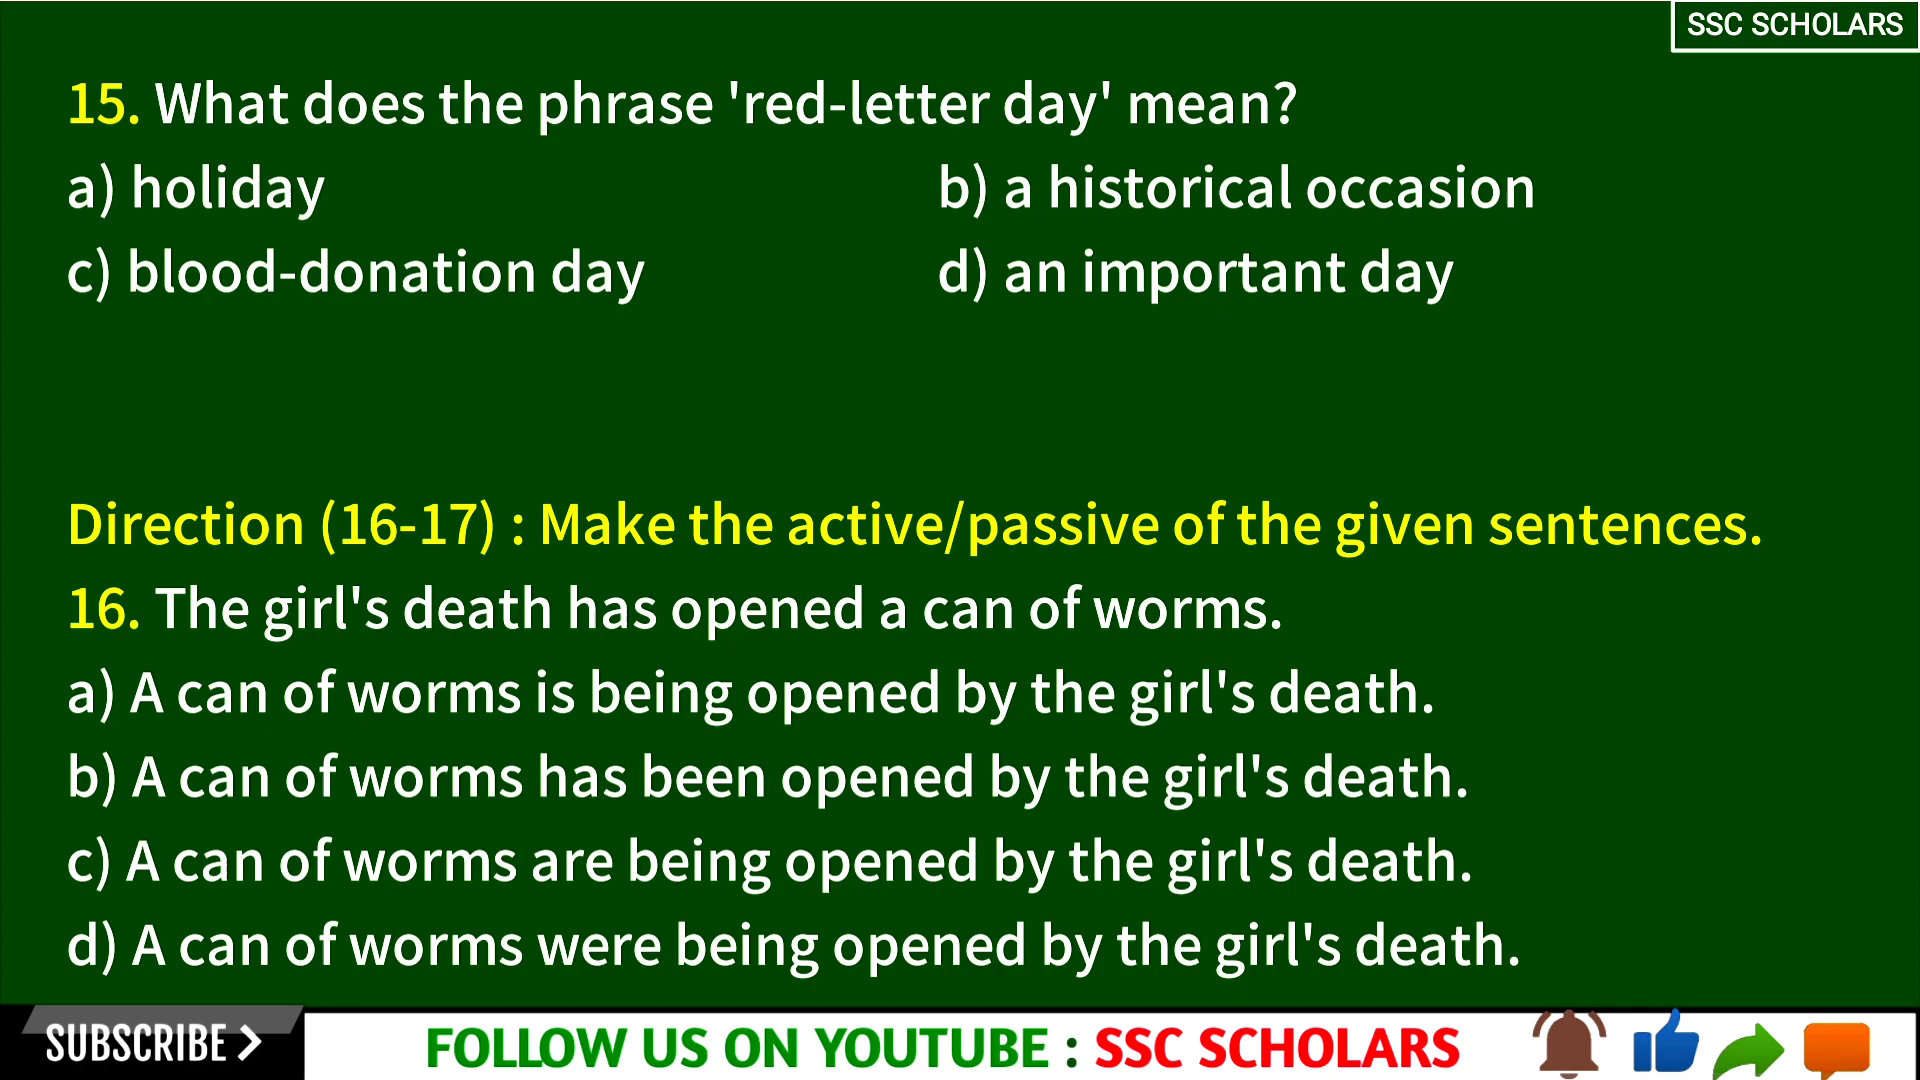 SSC SCHOLARS
15. What does the phrase 'red-letter day' mean?
a) holiday
b) a historical occasion
c) blood-donation day
d) an important day
Direction (16-17) : Make the active/passive of the given sentences.
16. The girl's death has opened a can of worms.
a) A can of worms is being opened by the girl's death.
b) A can of worms has been opened by the girl's death.
c) A can of worms are being opened by the girl's death.
d) A can of worms were being opened by the girl's death.
SUBSCRIBE
FOLLOW US ON YOUTUBE : SSC SCHOLARS